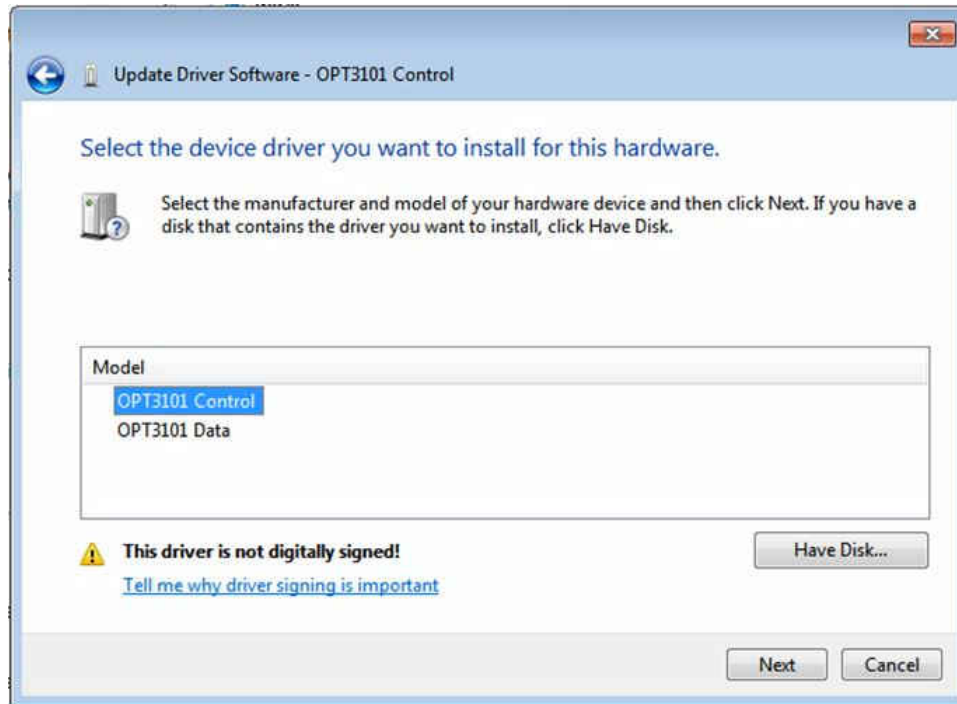 Update Driver Software - OPT3101 Control
Select the device driver you want to install for this hardware.
Select the manufacturer and model of your hardware device and then click Next. If you have a
disk that contains the driver you want to install, click Have Disk.
Model
OPT3101 Control
OPT3101 Data
This driver is not digitally signed!
Have Disk...
Tell me why driver signing is important
Next
Cancel